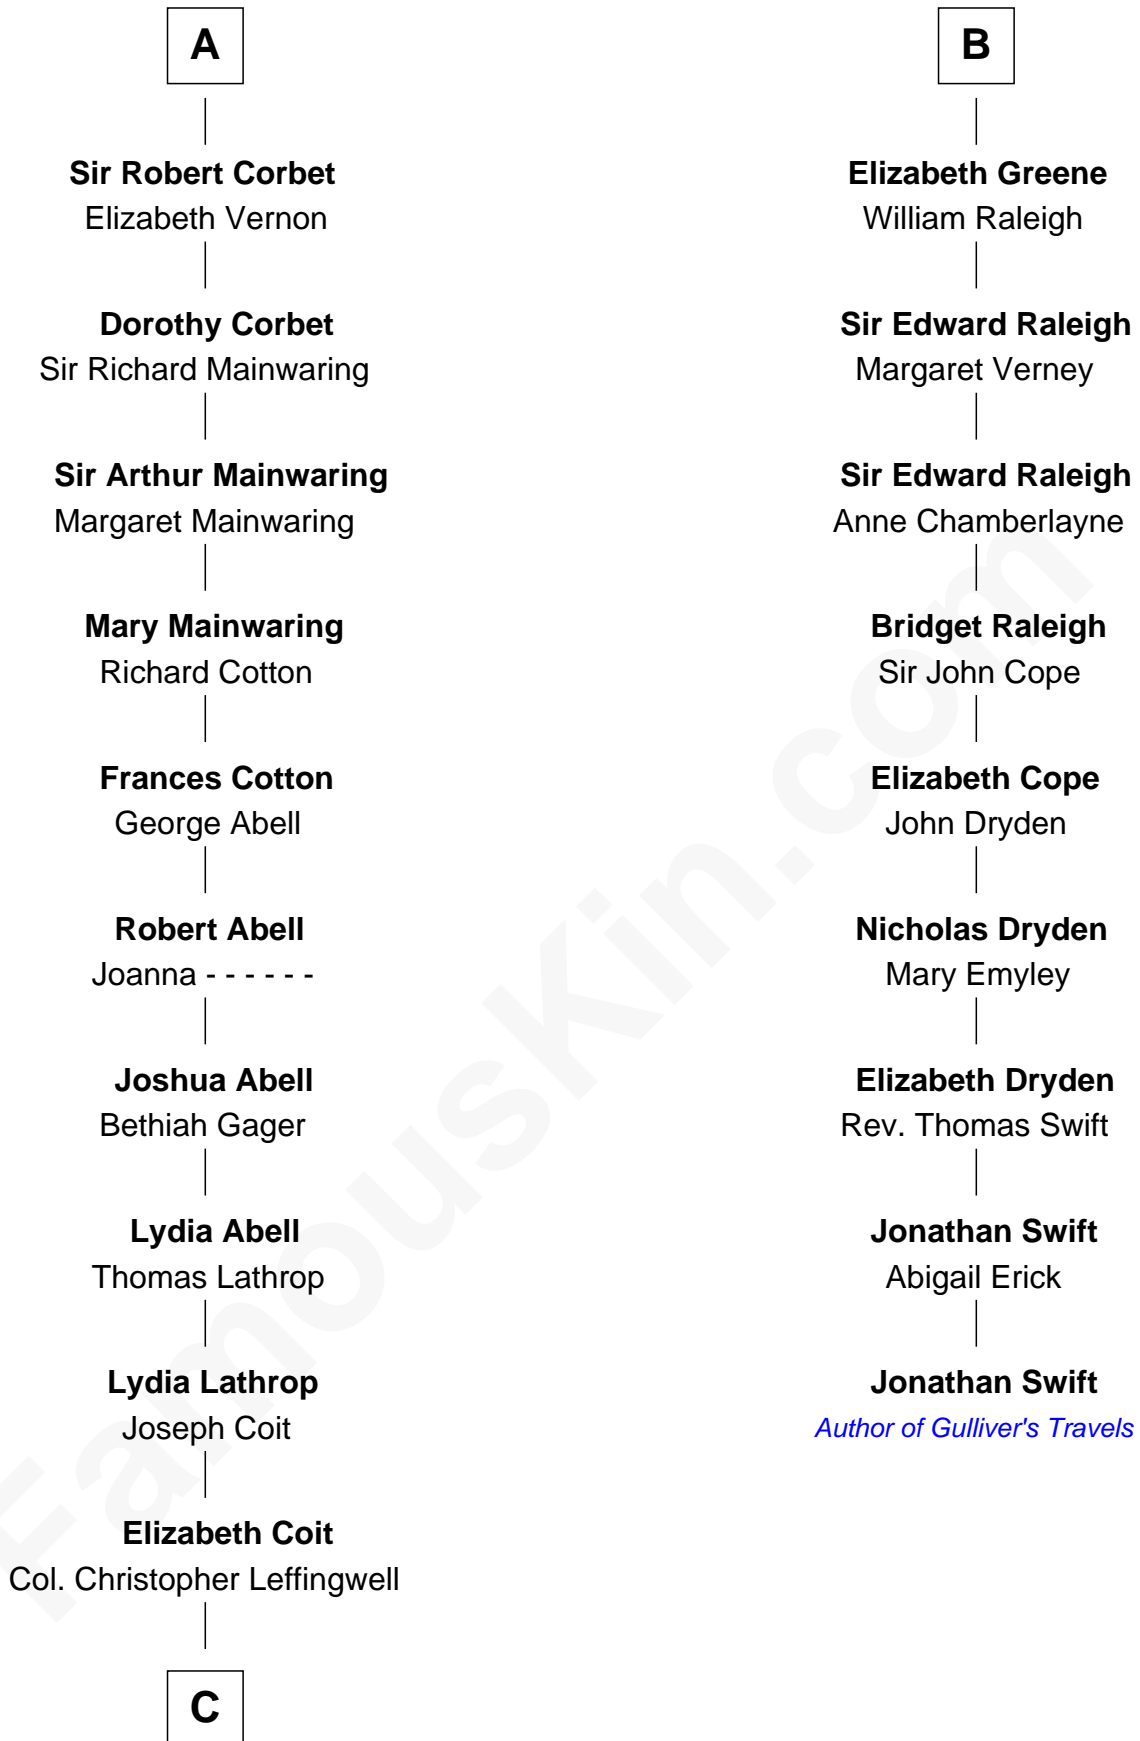 A
Sir Robert Corbet
Elizabeth Vernon
Dorothy Corbet
Sir Richard Mainwaring
Sir Arthur Mainwaring
Margaret Mainwaring
Mary Mainwaring
Richard Cotton
Frances Cotton
George Abell
Robert Abell
Joanna - - - - - -
Joshua Abell
Bethiah Gager
Lydia Abell
Thomas Lathrop
Lydia Lathrop
Joseph Coit
Elizabeth Coit
Col. Christopher Leffingwell
C
B
Elizabeth Greene
William Raleigh
Sir Edward Raleigh
Margaret Verney
Sir Edward Raleigh
Anne Chamberlayne
Bridget Raleigh
Sir John Cope
Elizabeth Cope
John Dryden
Nicholas Dryden
Mary Emyley
Elizabeth Dryden
Rev. Thomas Swift
Jonathan Swift
Abigail Erick
Jonathan Swift
Author of Gulliver's Travels
FamousKin.com